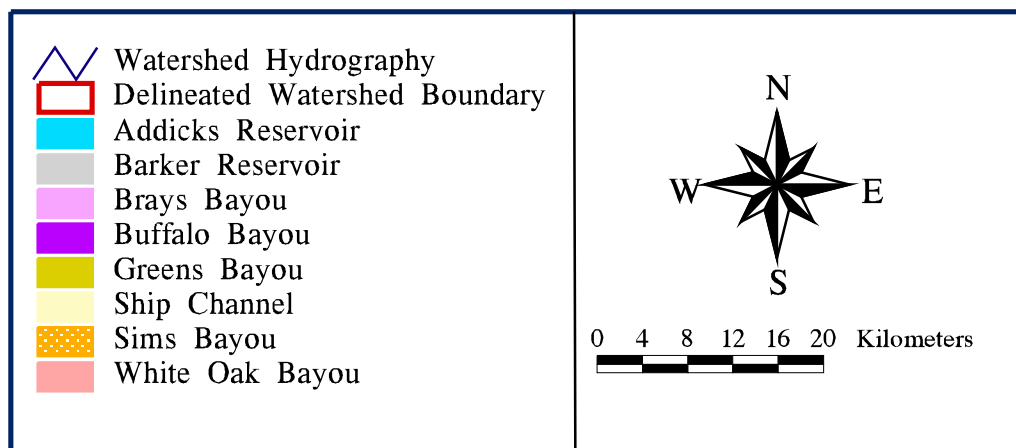 Watershed Hydrography
Delineated Watershed Boundary
Addicks Reservoir
Barker Reservoir
Brays Bayou
Buffalo Bayou
Greens Bayou
Ship Channel
Sims Bayou
White Oak Bayou
N
W E
S
0 4 8 12 16 20 Kilometers